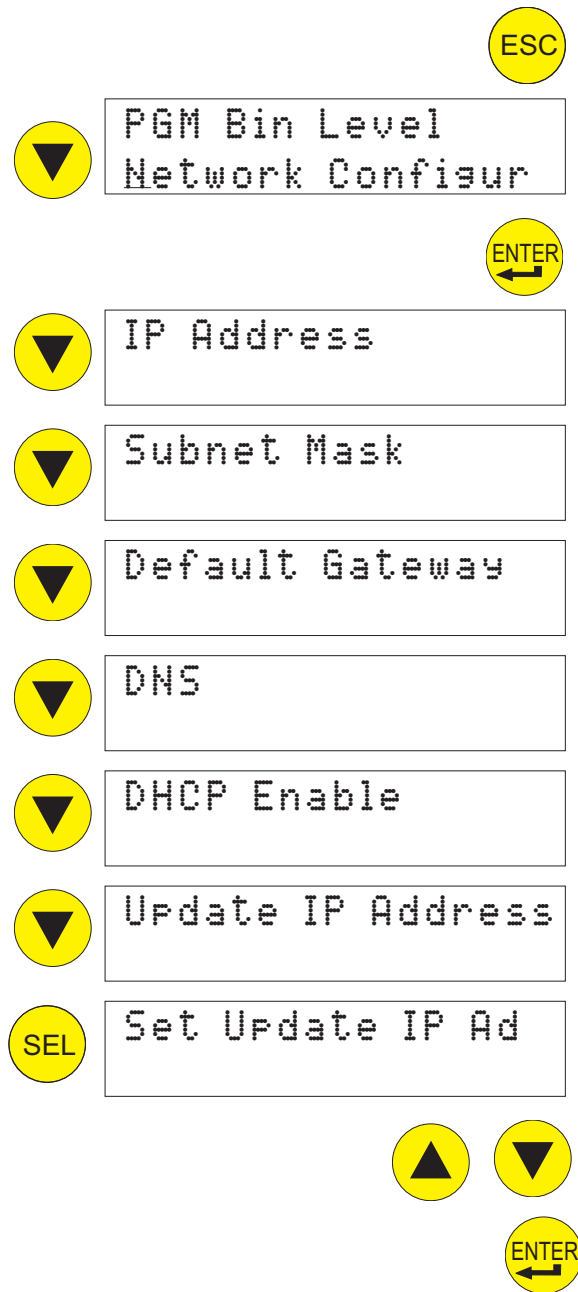 ESC
PGM Bin Level
Network Configur
ENTER
IP Address
Subnet Mask
Default Gateway
DNS
DHCP Enable
Update IP Address
SEL
Set Update IP Ad
ENTER